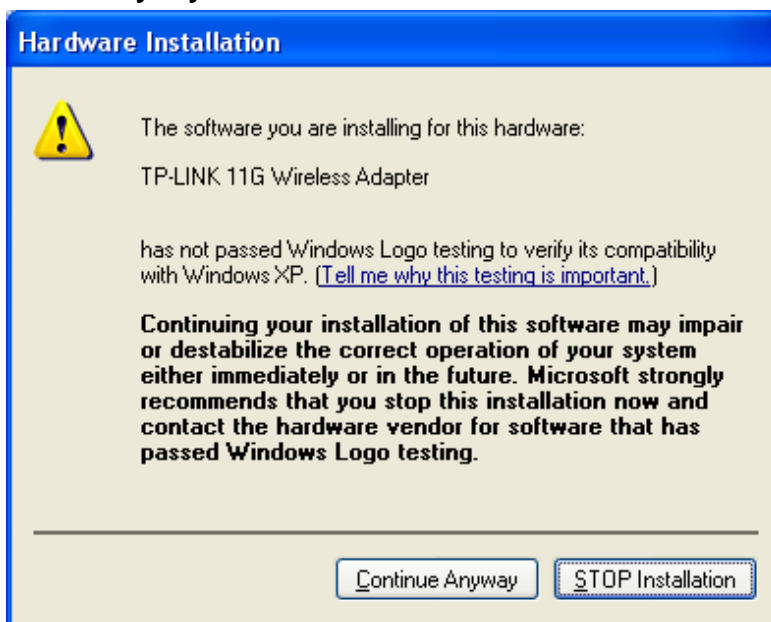 Hardware Installation
The software you are installing for this hardware:
TP-LINK 11G Wireless Adapter
has not passed Windows Logo testing to verify its compatibility
with Windows XP. (Tell me why this testing is important.)
Continuing your installation of this software may impair
or destabilize the correct operation of your system
either immediately or in the future. Microsoft strongly
recommends that you stop this installation now and
contact the hardware vendor for software that has
passed Windows Logo testing.
Continue Anyway
STOP Installation